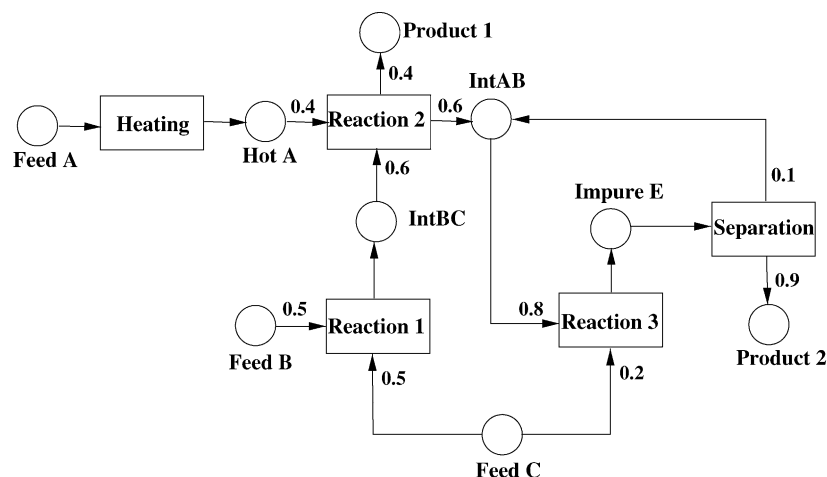 Product 1
0.4
IntAB
Feed A
Heating
Hot A
0.4
Reaction 2
0.6
0.6
0.1
Impure E
IntBC
Separation
0.9
Feed B
0.5
Reaction 1
0.8
Reaction 3
Product 2
0.5
0.2
Feed C